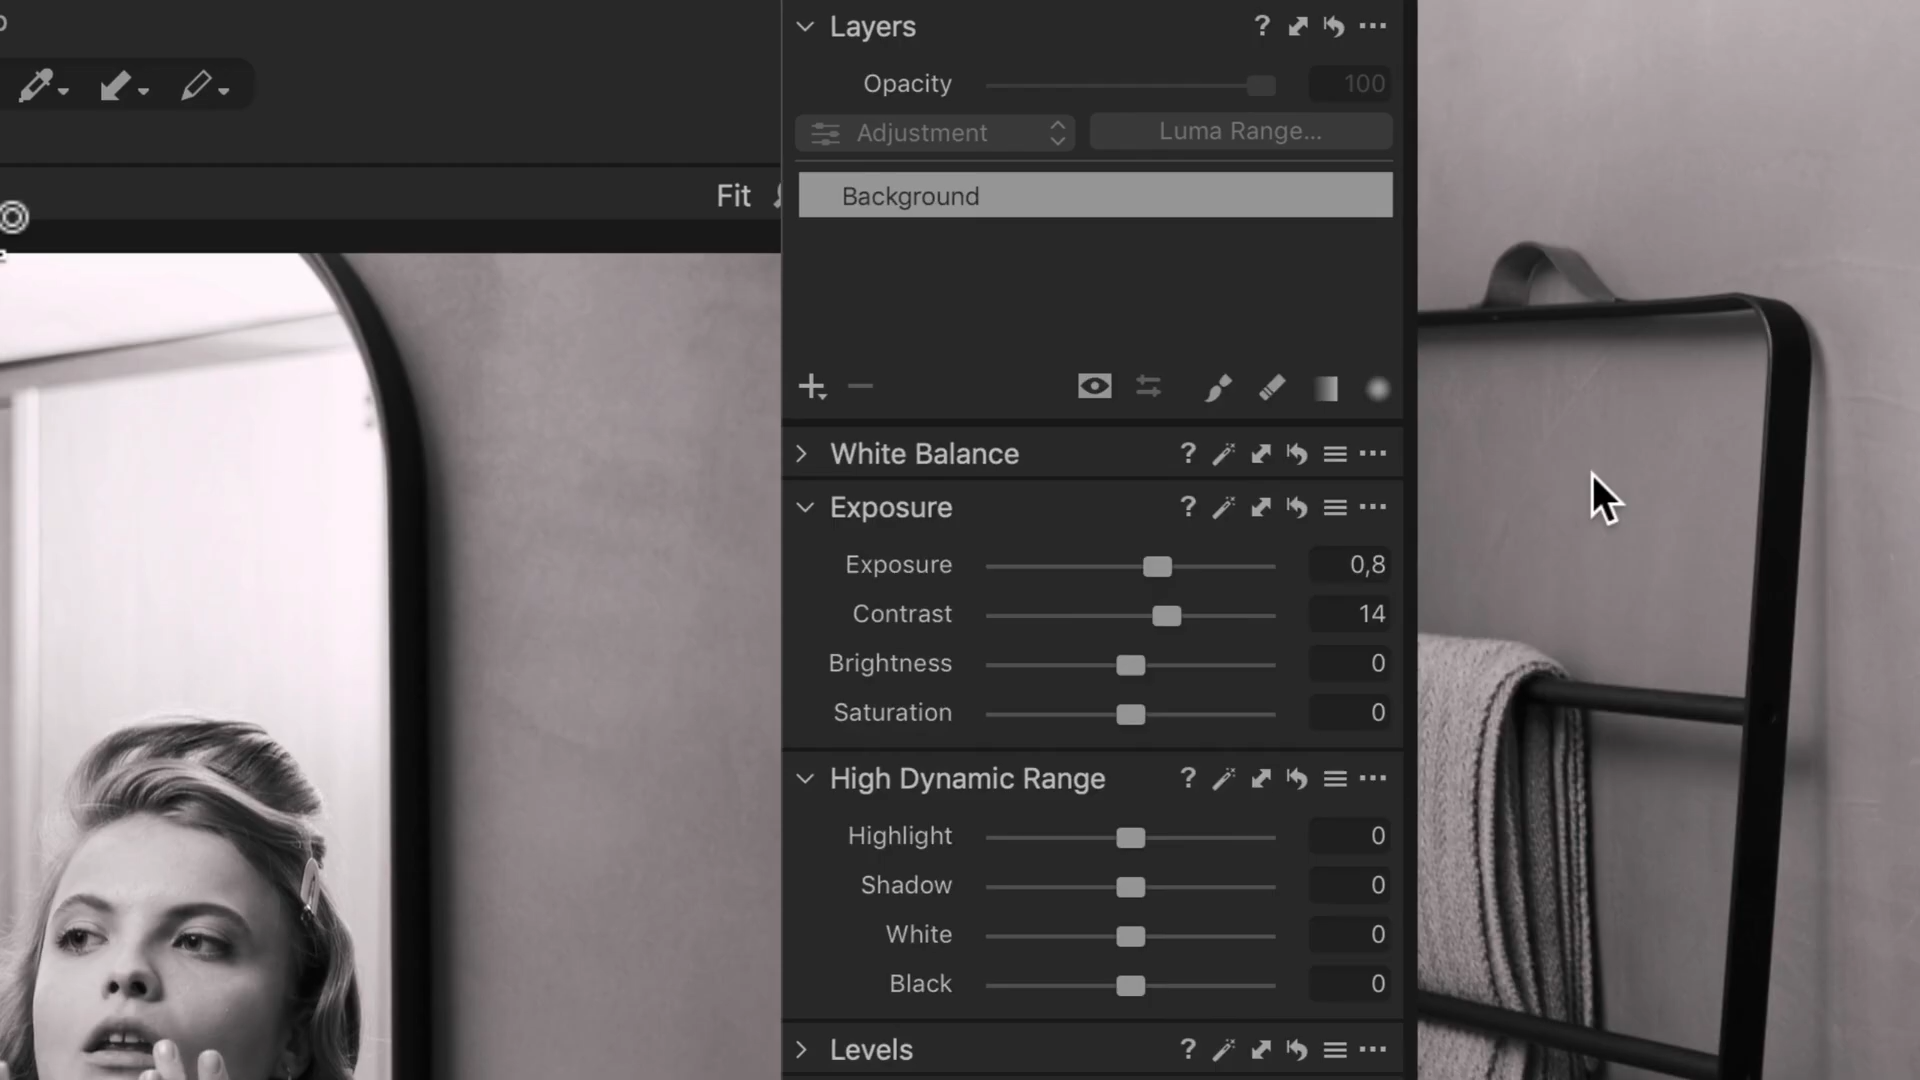 Fit
Layers
?
Opacity 100
Adjustment
Luma Range...
Background
White Balance ?
Exposure ?
Exposure 0,8
Contrast 14
Brightness 0
Saturation 0
High Dynamic Range ?
Highlight 0
Shadow 0
White 0
Black 0
Levels ?